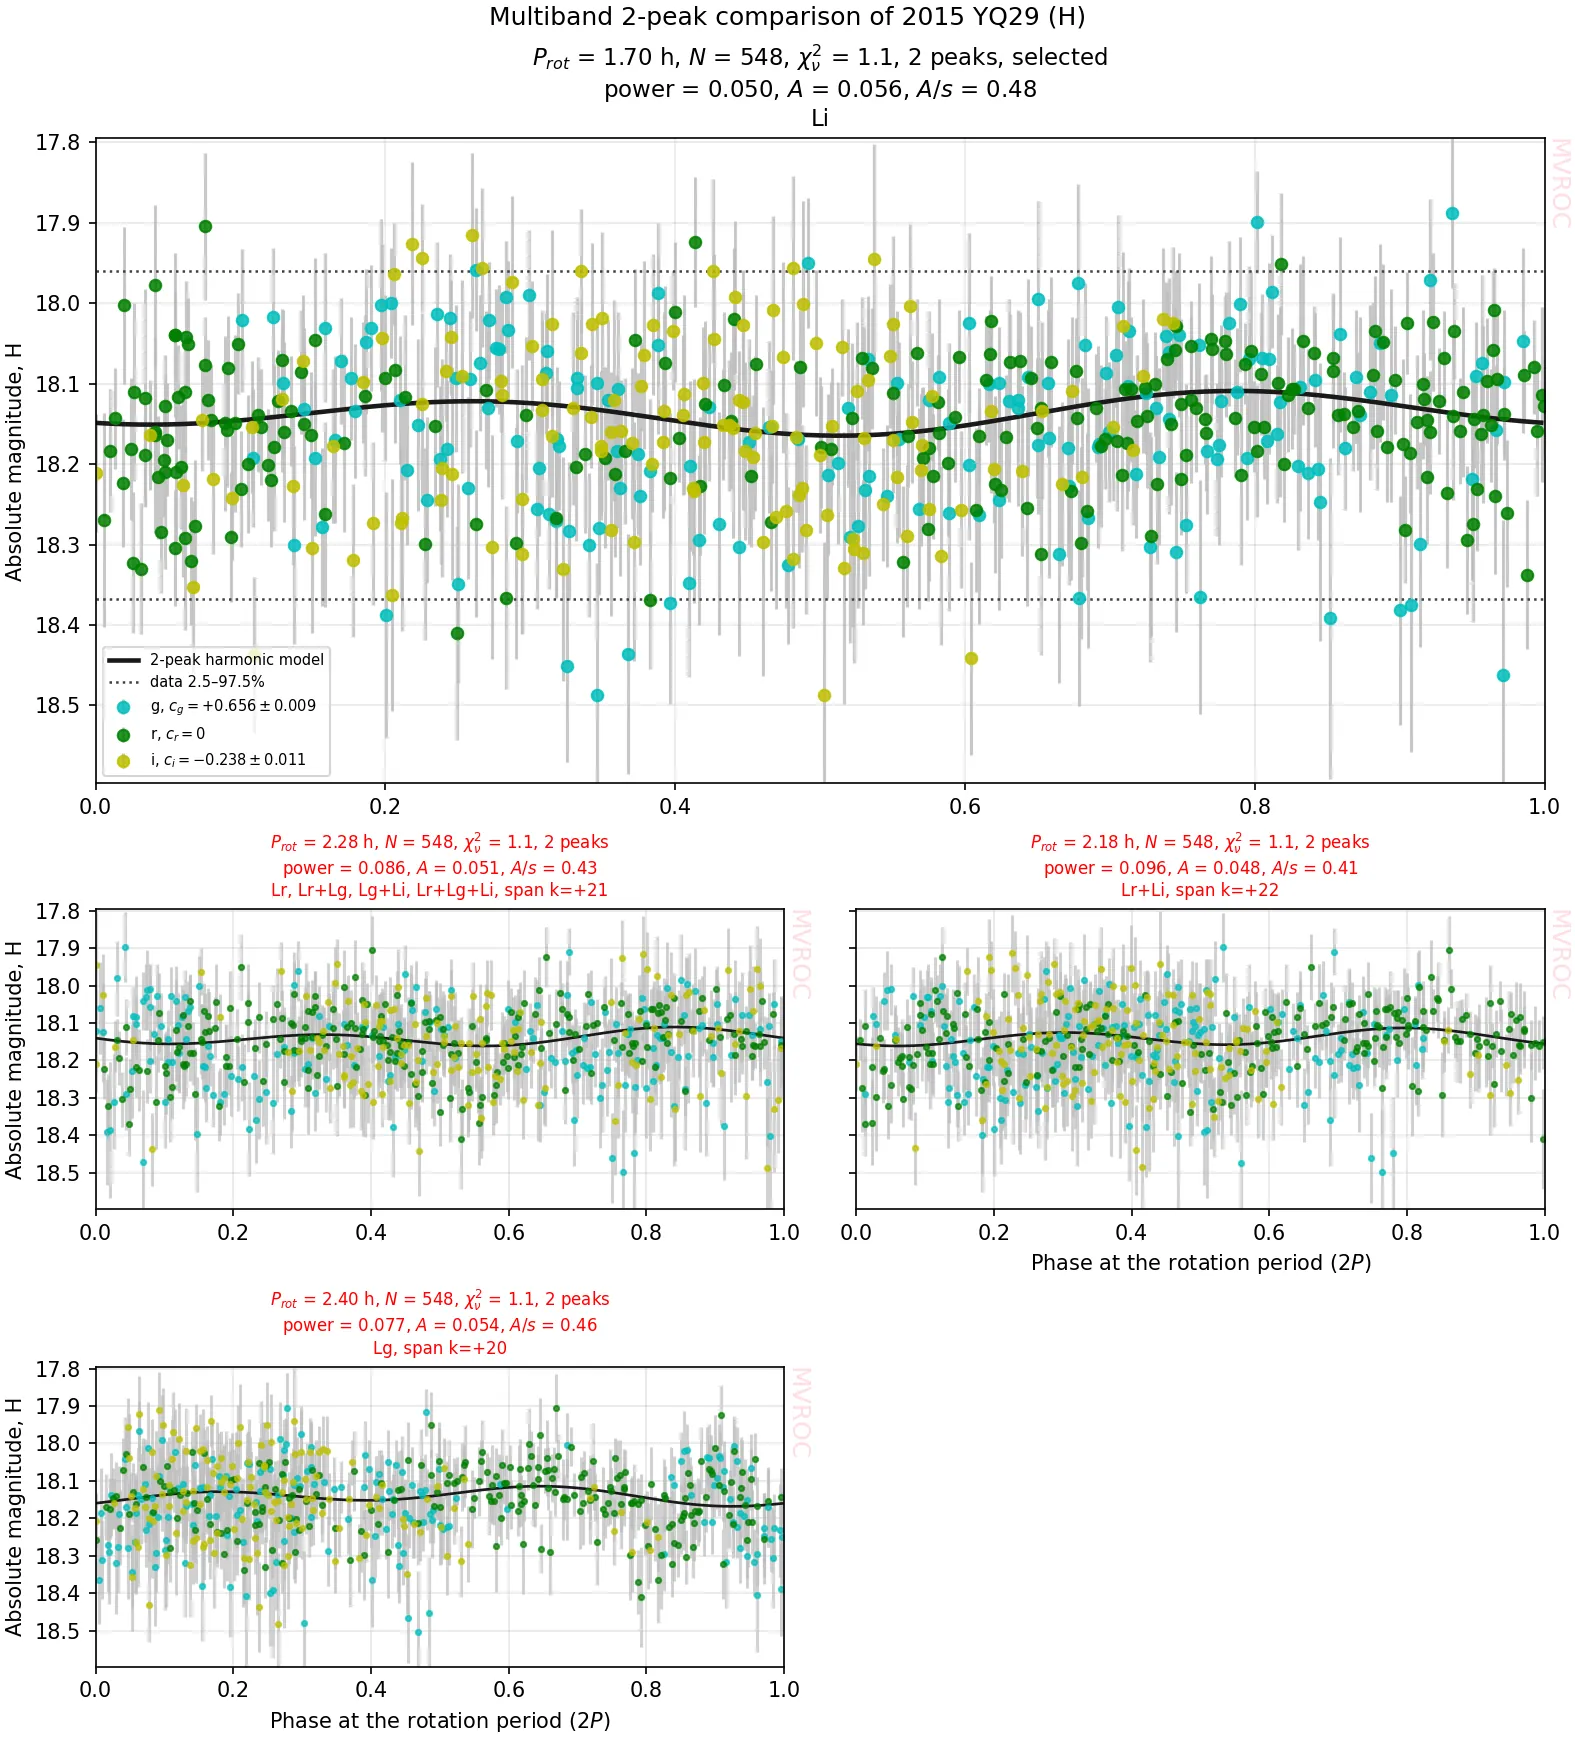 Multiband 2-peak comparison of 2015 YQ29 (H)
P_rot = 1.70 h, N = 548, χ²_ν = 1.1, 2 peaks, selected
power = 0.050, A = 0.056, A/s = 0.48
Li
17.8
17.9
18.0
18.1
18.2
18.3
18.4
18.5
Absolute magnitude, H
MVROC
2-peak harmonic model
data 2.5–97.5%
g, c_g = +0.656 ± 0.009
r, c_r = 0
i, c_i = −0.238 ± 0.011
0.0 0.2 0.4 0.6 0.8 1.0
P_rot = 2.28 h, N = 548, χ²_ν = 1.1, 2 peaks
power = 0.086, A = 0.051, A/s = 0.43
Lr, Lr+Lg, Lg+Li, Lr+Lg+Li, span k=+21
17.8
17.9
18.0
18.1
18.2
18.3
18.4
18.5
Absolute magnitude, H
MVROC
0.0 0.2 0.4 0.6 0.8 1.0
P_rot = 2.18 h, N = 548, χ²_ν = 1.1, 2 peaks
power = 0.096, A = 0.048, A/s = 0.41
Lr+Li, span k=+22
MVROC
0.0 0.2 0.4 0.6 0.8 1.0
Phase at the rotation period (2P)
P_rot = 2.40 h, N = 548, χ²_ν = 1.1, 2 peaks
power = 0.077, A = 0.054, A/s = 0.46
Lg, span k=+20
17.8
17.9
18.0
18.1
18.2
18.3
18.4
18.5
Absolute magnitude, H
MVROC
0.0 0.2 0.4 0.6 0.8 1.0
Phase at the rotation period (2P)